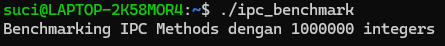 suci@LAPTOP-2K58MOR4:~$ ./ipc_benchmark
Benchmarking IPC Methods dengan 1000000 integers